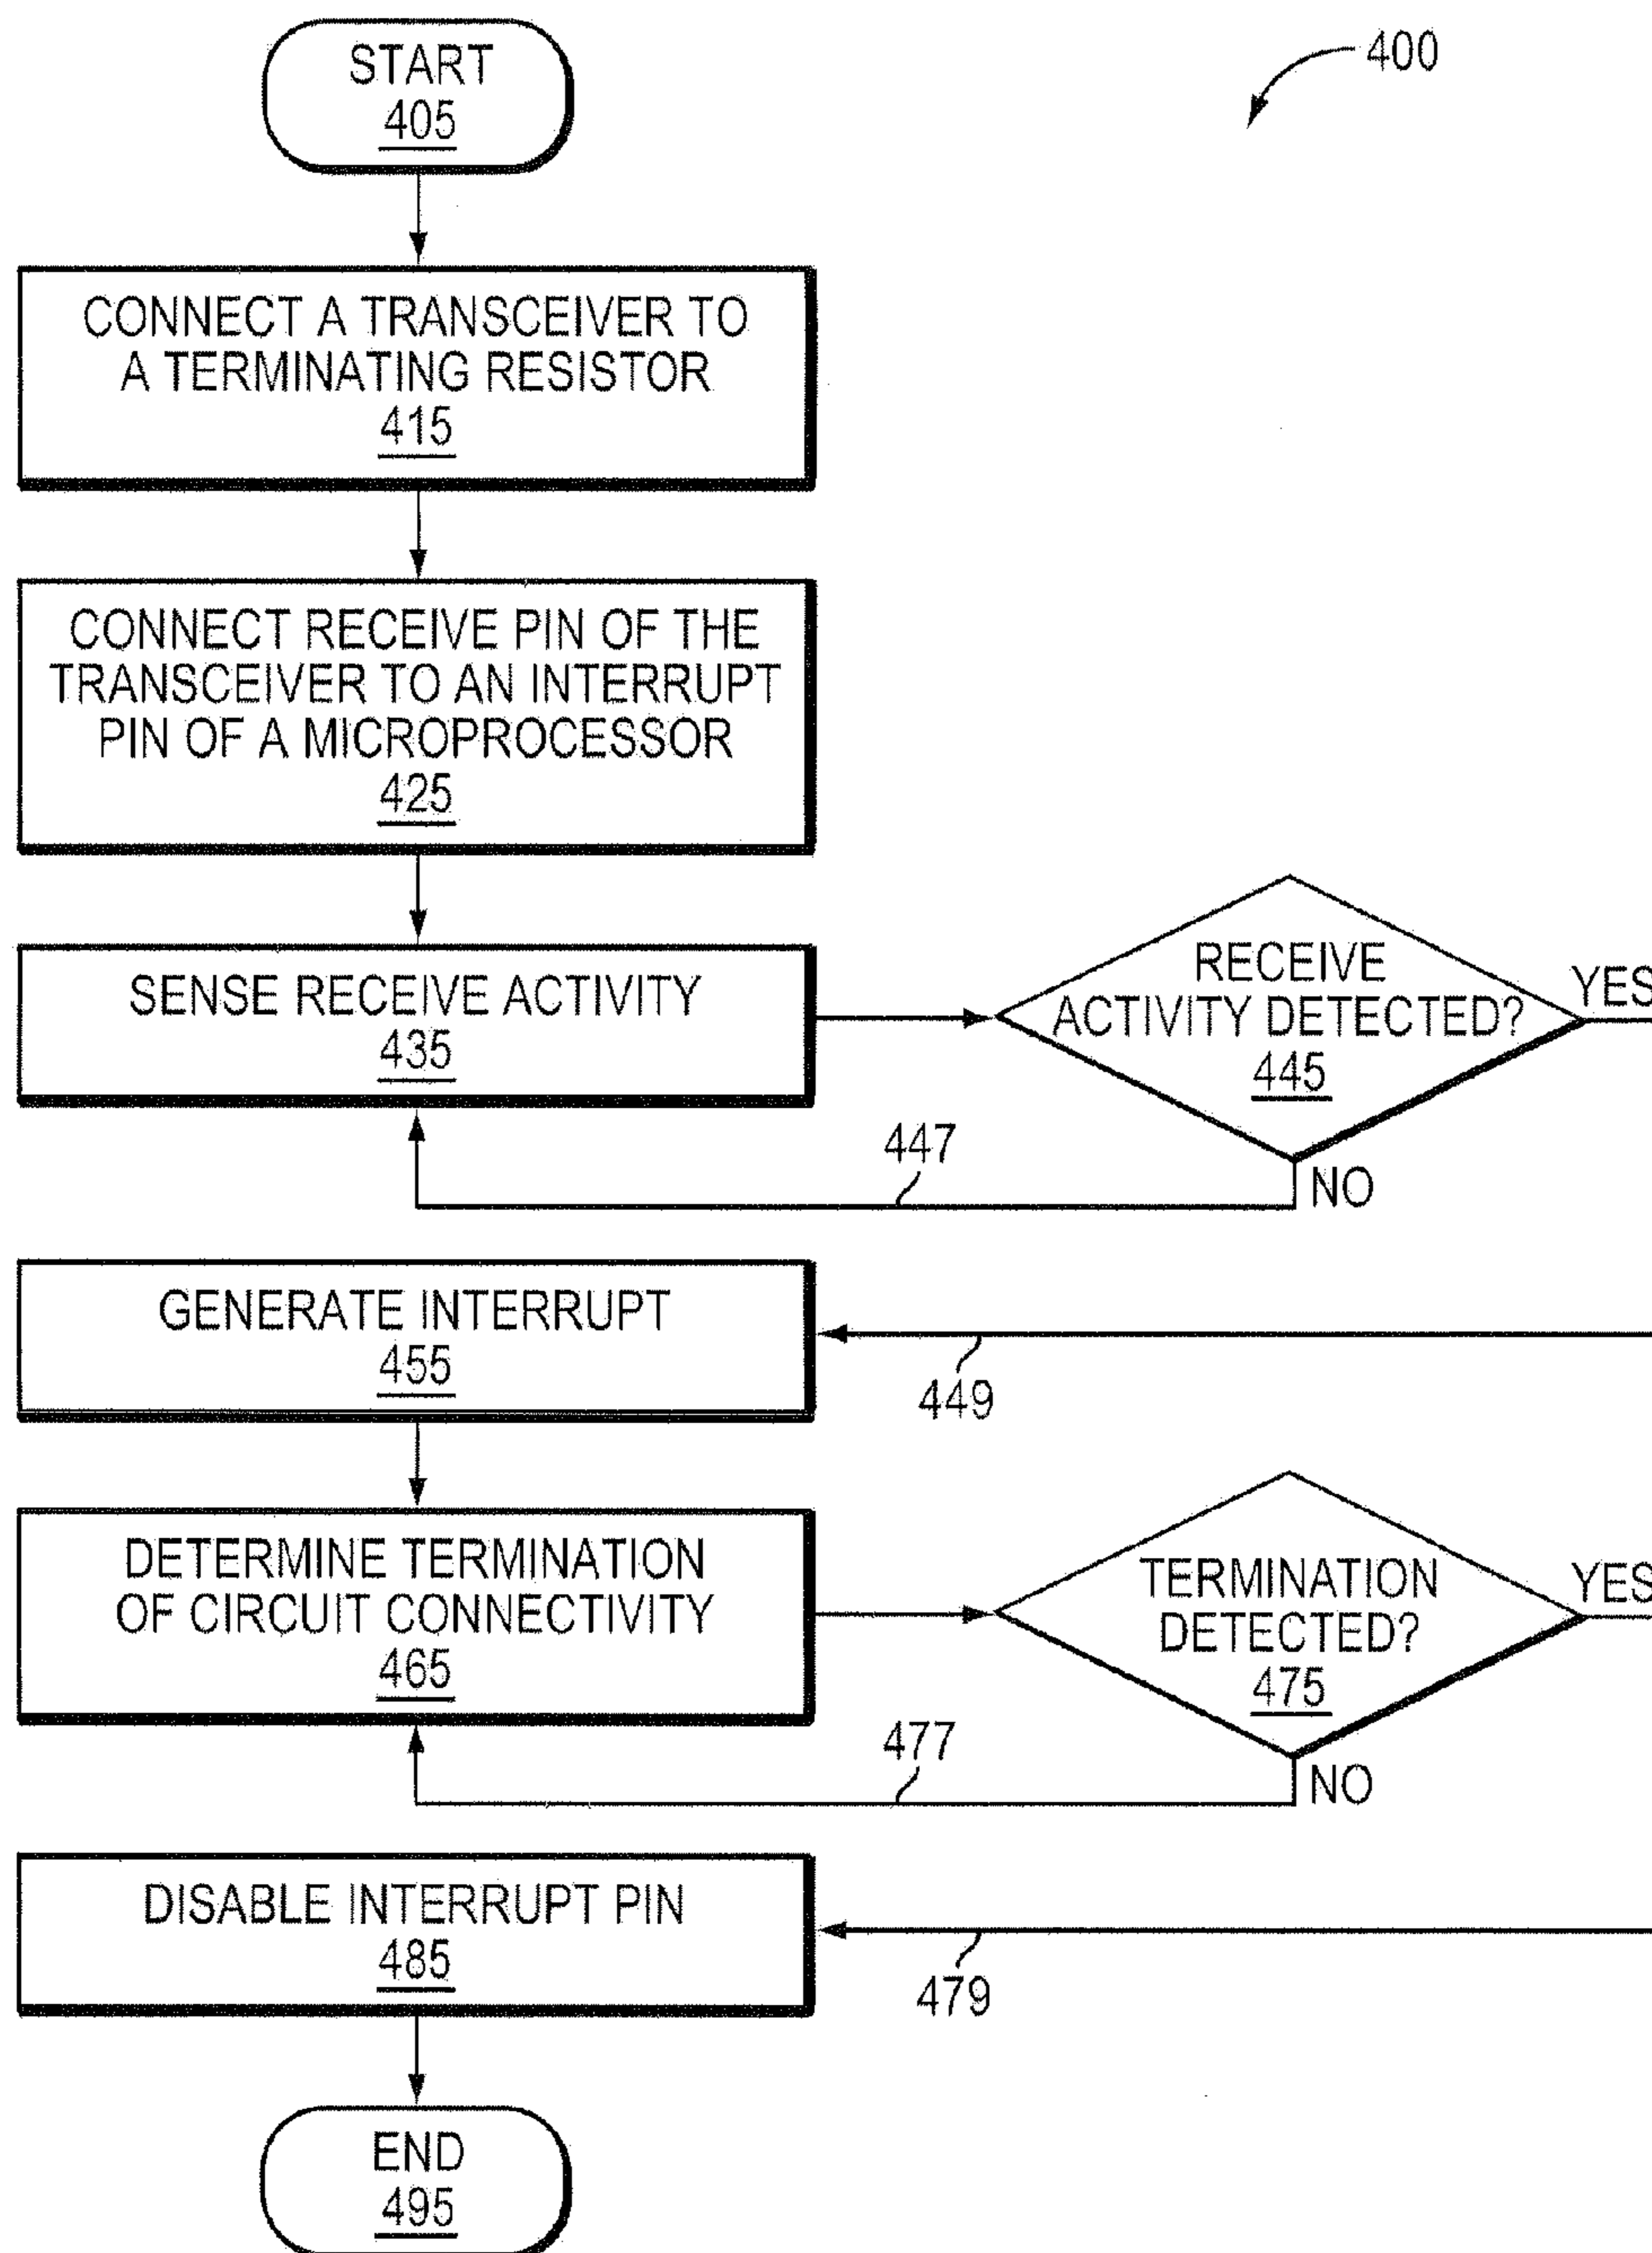 START
405
400
CONNECT A TRANSCEIVER TO
A TERMINATING RESISTOR
415
CONNECT RECEIVE PIN OF THE
TRANSCEIVER TO AN INTERRUPT
PIN OF A MICROPROCESSOR
425
SENSE RECEIVE ACTIVITY
435
RECEIVE
ACTIVITY DETECTED?
445
YES
447
NO
GENERATE INTERRUPT
455
449
DETERMINE TERMINATION
OF CIRCUIT CONNECTIVITY
465
TERMINATION
DETECTED?
475
YES
477
NO
DISABLE INTERRUPT PIN
485
479
END
495